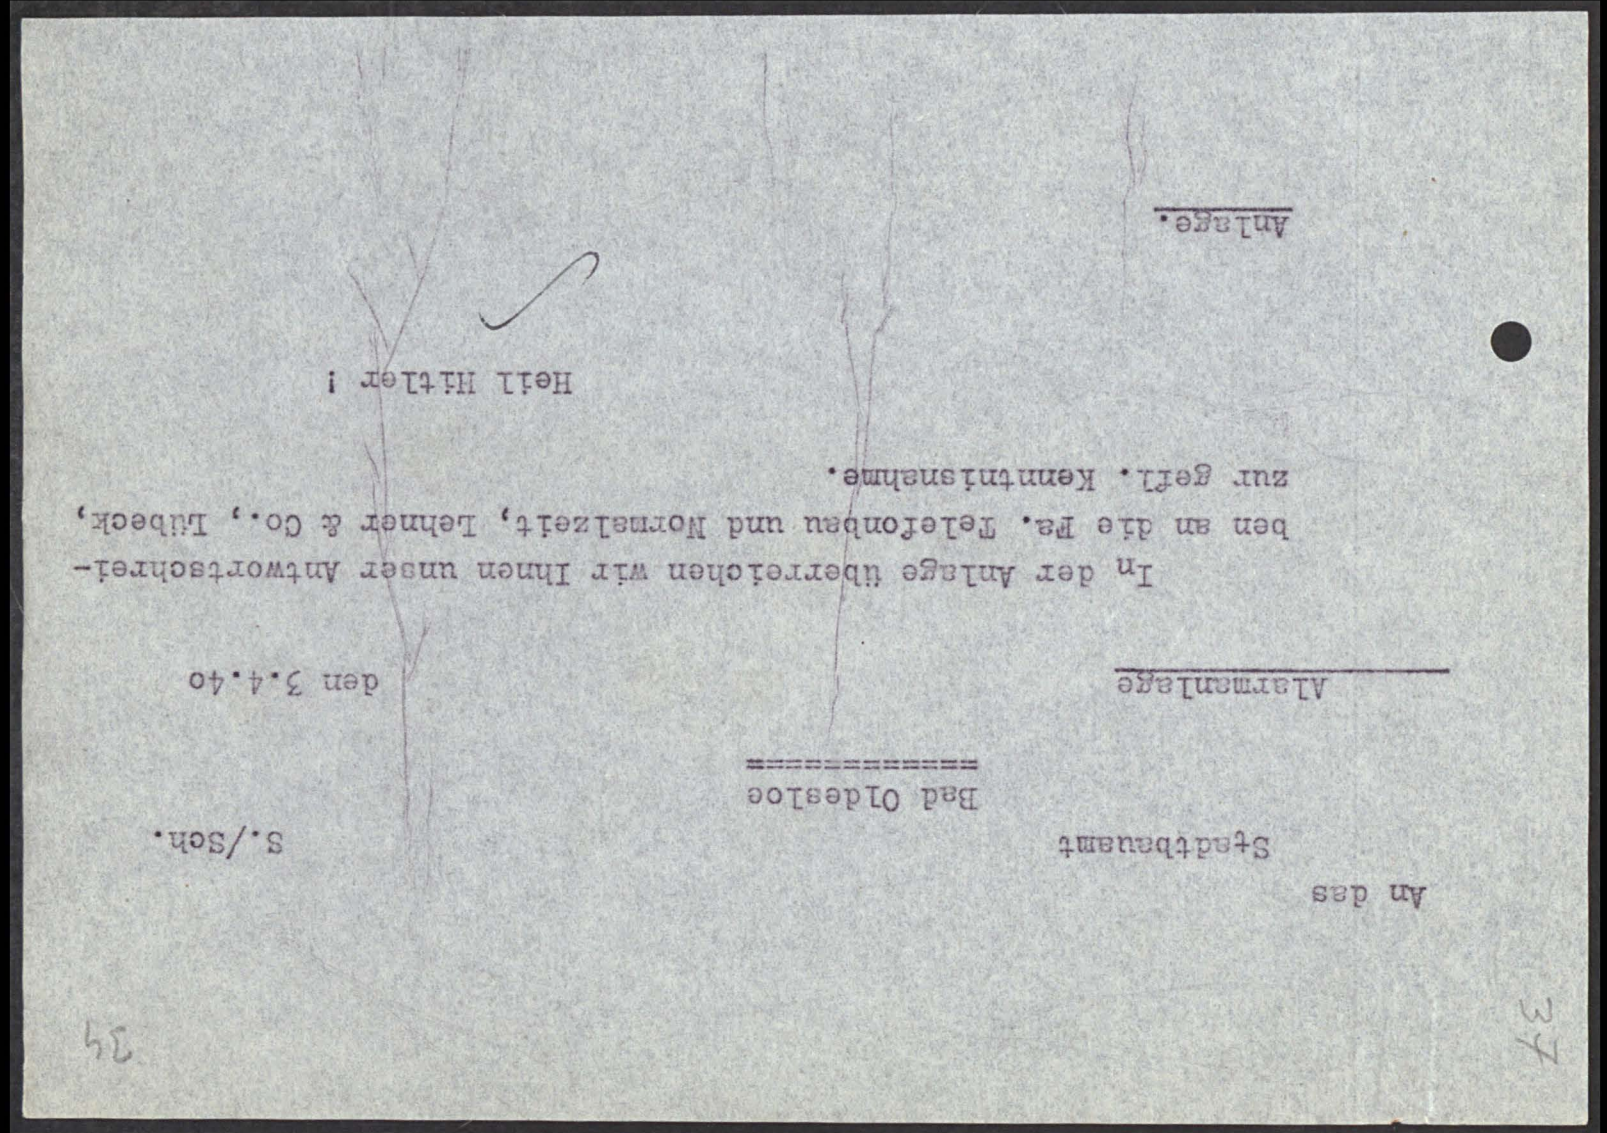 34
An das
Stadtbauamt
S./Sch.
Bad Oldesloe
==============
Alarmanlage
den 3.4.40
In der Anlage überreichen wir Ihnen unser Antwortschrei-
ben an die Fa. Telefonbau und Normalzeit, Lehner & Co., Lübeck,
zur gefl. Kenntnisnahme.
Heil Hitler !
Anlage.
37